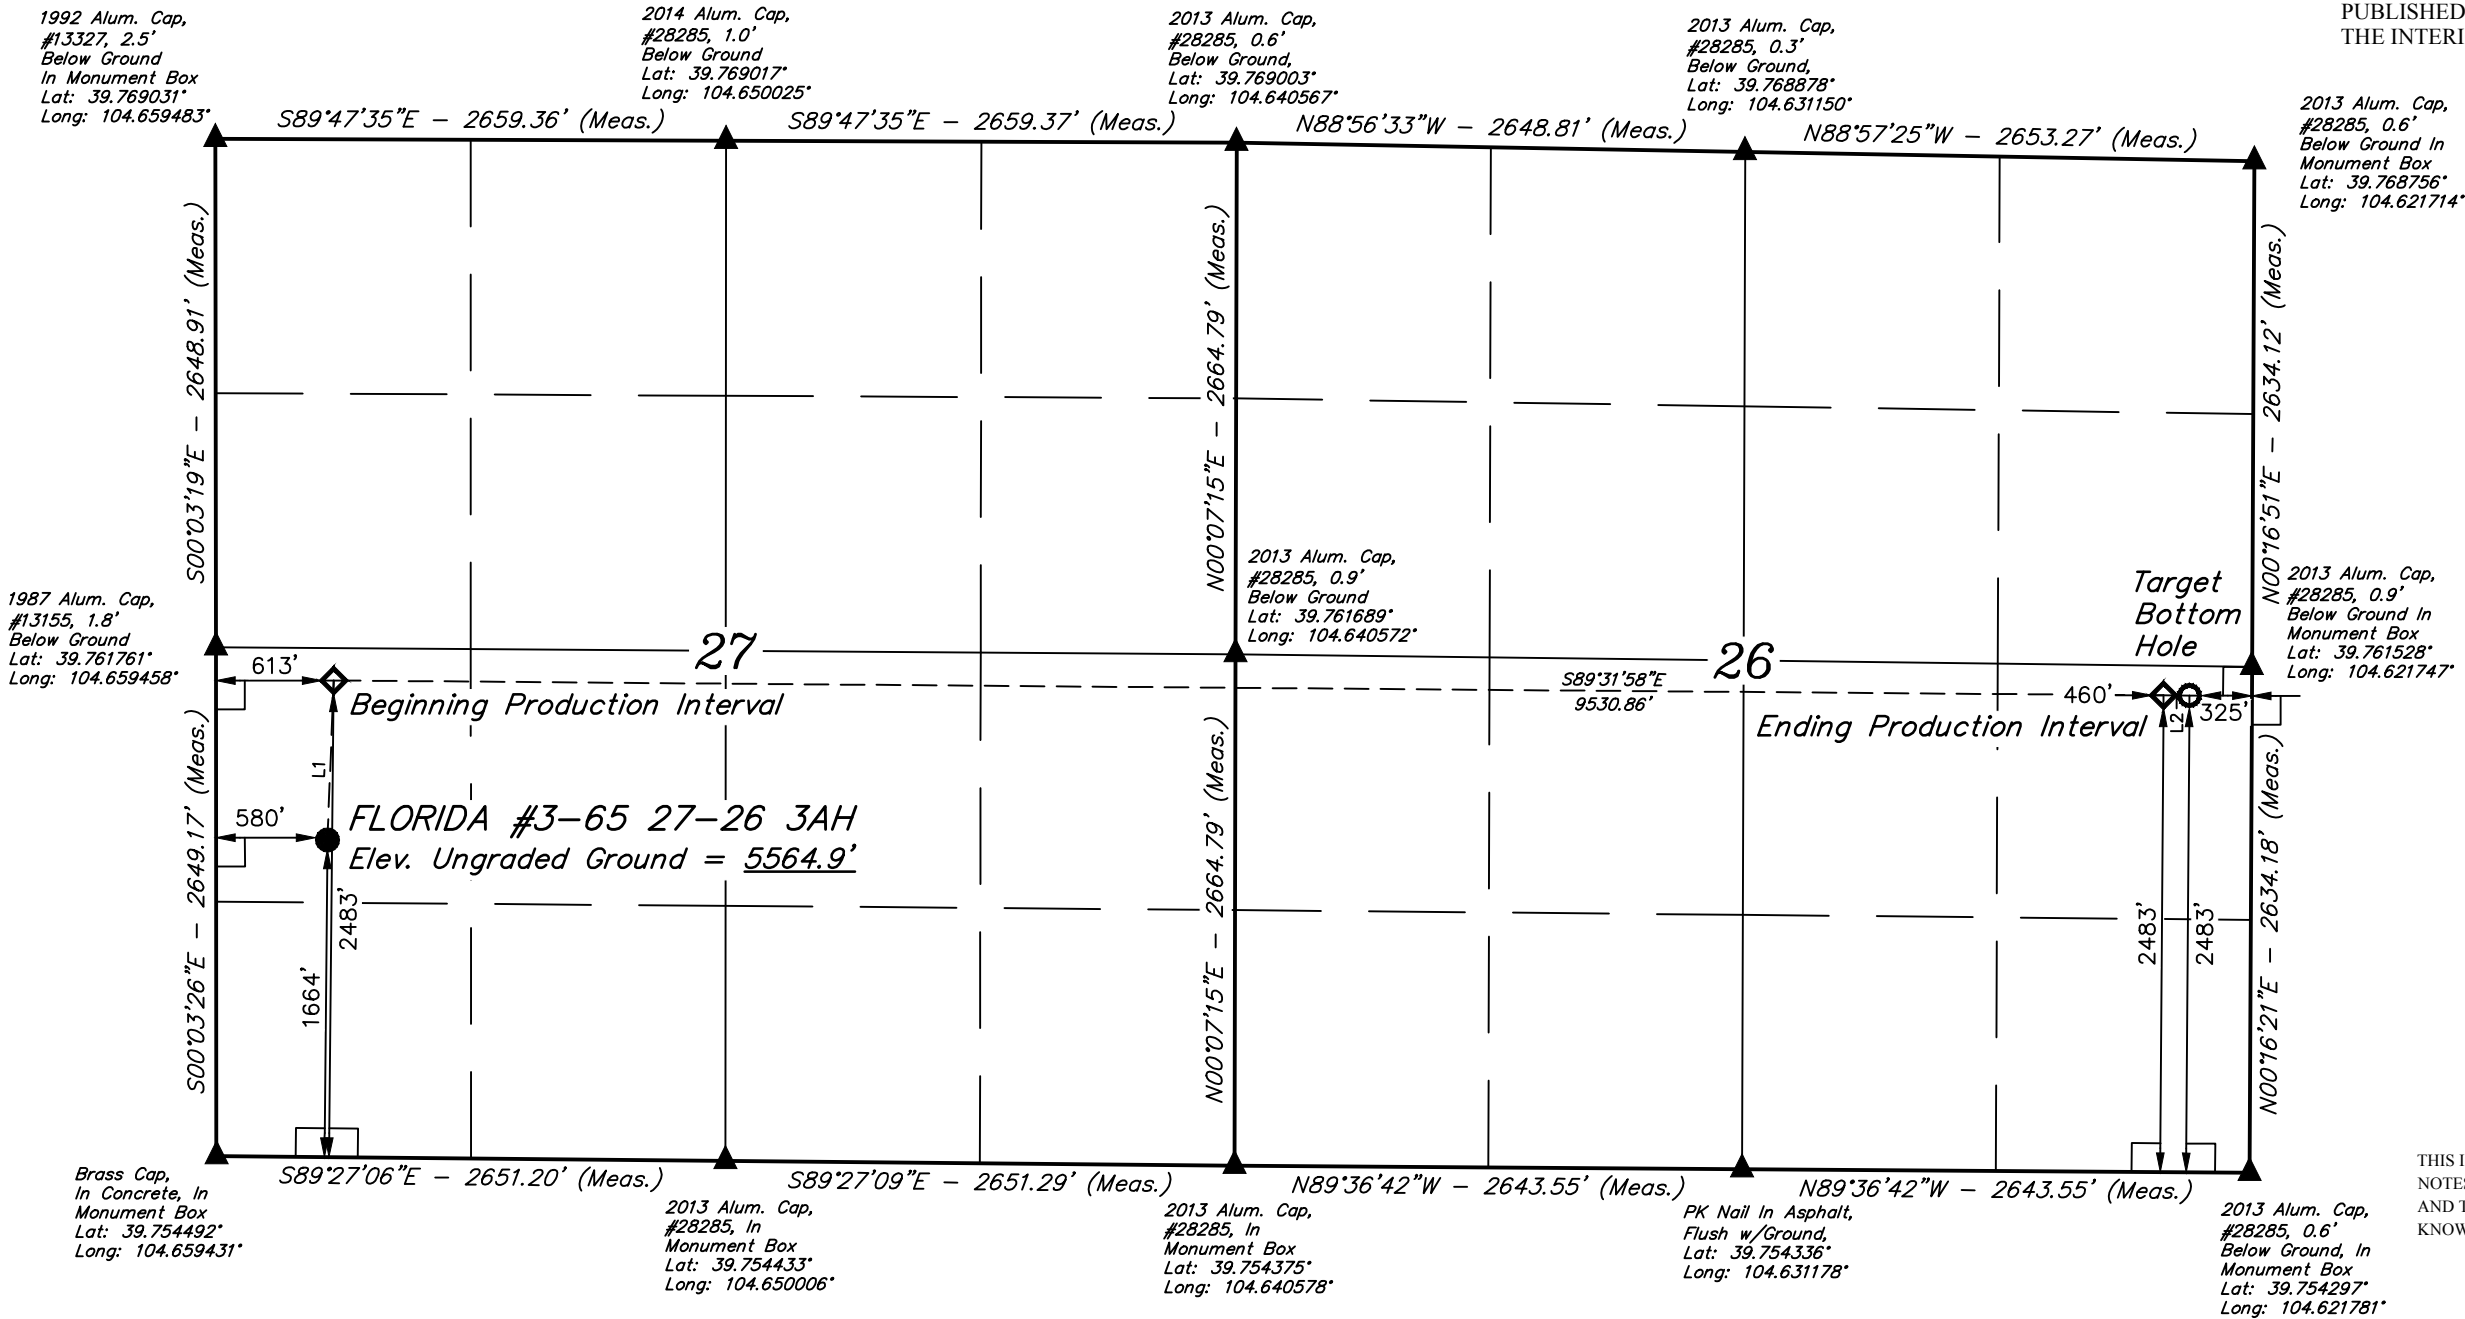 1992 Alum. Cap,
#13327, 2.5'
Below Ground
In Monument Box
Lat: 39.769031°
Long: 104.659483°
2014 Alum. Cap,
#28285, 1.0'
Below Ground
Lat: 39.769017°
Long: 104.650025°
2013 Alum. Cap,
#28285, 0.6'
Below Ground,
Lat: 39.769003°
Long: 104.640567°
2013 Alum. Cap,
#28285, 0.3'
Below Ground,
Lat: 39.768878°
Long: 104.631150°
PUBLISHED
THE INTERI
2013 Alum. Cap,
#28285, 0.6'
Below Ground In
Monument Box
Lat: 39.768756°
Long: 104.621714°
S89°47'35"E - 2659.36' (Meas.)
S89°47'35"E - 2659.37' (Meas.)
N88°56'33"W - 2648.81' (Meas.)
N88°57'25"W - 2653.27' (Meas.)
S00°03'19"E - 2648.91' (Meas.)
N00°07'15"E - 2664.79' (Meas.)
N00°16'51"E - 2634.12' (Meas.)
1987 Alum. Cap,
#13155, 1.8'
Below Ground
Lat: 39.761761°
Long: 104.659458°
2013 Alum. Cap,
#28285, 0.9'
Below Ground
Lat: 39.761689°
Long: 104.640572°
Target
Bottom
Hole
2013 Alum. Cap,
#28285, 0.9'
Below Ground In
Monument Box
Lat: 39.761528°
Long: 104.621747°
27
26
613'
Beginning Production Interval
S89°31'58"E
9530.86'
460'
L2
325'
Ending Production Interval
L1
580'
FLORIDA #3-65 27-26 3AH
Elev. Ungraded Ground = 5564.9'
S00°03'26"E - 2649.17' (Meas.)
1664'
2483'
N00°07'15"E - 2664.79' (Meas.)
2483'
2483'
N00°16'21"E - 2634.18' (Meas.)
S89°27'06"E - 2651.20' (Meas.)
S89°27'09"E - 2651.29' (Meas.)
N89°36'42"W - 2643.55' (Meas.)
N89°36'42"W - 2643.55' (Meas.)
Brass Cap,
In Concrete, In
Monument Box
Lat: 39.754492°
Long: 104.659431°
2013 Alum. Cap,
#28285, In
Monument Box
Lat: 39.754433°
Long: 104.650006°
2013 Alum. Cap,
#28285, In
Monument Box
Lat: 39.754375°
Long: 104.640578°
PK Nail In Asphalt,
Flush w/Ground,
Lat: 39.754336°
Long: 104.631178°
2013 Alum. Cap,
#28285, 0.6'
Below Ground, In
Monument Box
Lat: 39.754297°
Long: 104.621781°
THIS I
NOTES
AND T
KNOW